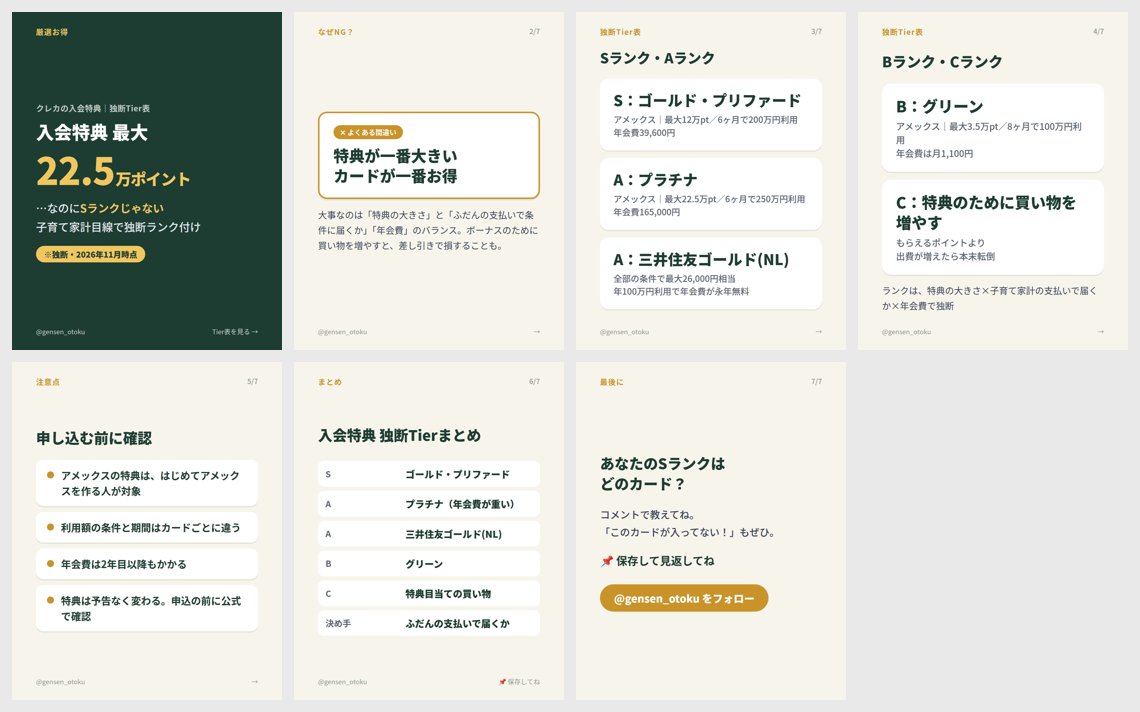 厳選お得
クレカの入会特典｜独断Tier表
入会特典 最大
22.5万ポイント
…なのにSランクじゃない
子育て家計目線で独断ランク付け
※独断・2026年11月時点
@gensen_otoku
Tier表を見る →
なぜNG？
2/7
× よくある間違い
特典が一番大きい
カードが一番お得
大事なのは「特典の大きさ」と「ふだんの支払いで条
件に届くか」「年会費」のバランス。ボーナスのために
買い物を増やすと、差し引きで損することも。
@gensen_otoku
→
独断Tier表
3/7
Sランク・Aランク
S：ゴールド・プリファード
アメックス｜最大12万pt／6ヶ月で200万円利用
年会費39,600円
A：プラチナ
アメックス｜最大22.5万pt／6ヶ月で250万円利用
年会費165,000円
A：三井住友ゴールド(NL)
全部の条件で最大26,000円相当
年100万円利用で年会費が永年無料
@gensen_otoku
→
独断Tier表
4/7
Bランク・Cランク
B：グリーン
アメックス｜最大3.5万pt／8ヶ月で100万円利
用
年会費は月1,100円
C：特典のために買い物を
増やす
もらえるポイントより
出費が増えたら本末転倒
ランクは、特典の大きさ×子育て家計の支払いで届く
か×年会費で独断
@gensen_otoku
→
注意点
5/7
申し込む前に確認
アメックスの特典は、はじめてアメック
スを作る人が対象
利用額の条件と期間はカードごとに違う
年会費は2年目以降もかかる
特典は予告なく変わる。申込の前に公式
で確認
@gensen_otoku
→
まとめ
6/7
入会特典 独断Tierまとめ
S ゴールド・プリファード
A プラチナ（年会費が重い）
A 三井住友ゴールド(NL)
B グリーン
C 特典目当ての買い物
決め手 ふだんの支払いで届くか
@gensen_otoku
📌 保存してね
最後に
7/7
あなたのSランクは
どのカード？
コメントで教えてね。
「このカードが入ってない！」もぜひ。
📌 保存して見返してね
@gensen_otoku をフォロー